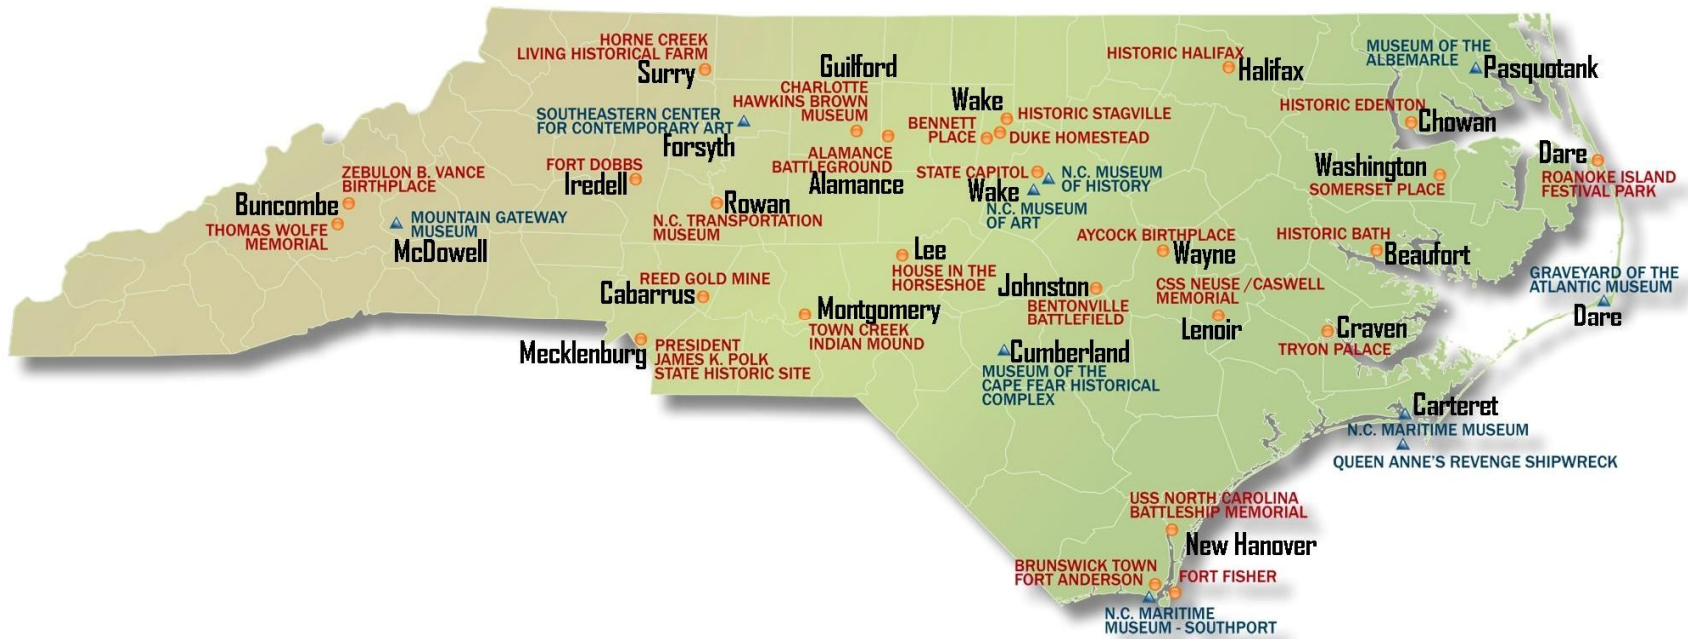 HORNE CREEK
LIVING HISTORICAL FARM
Surry
SOUTHEASTERN CENTER
FOR CONTEMPORARY ART
Forsyth
Guilford
CHARLOTTE
HAWKINS BROWN
MUSEUM
ALAMANCE
BATTLEGROUND
Alamance
Wake
HISTORIC STAGVILLE
BENNETT
PLACE
DUKE HOMESTEAD
HISTORIC HALIFAX
Halifax
MUSEUM OF THE
ALBEMARLE
Pasquotank
HISTORIC EDENTON
Chowan
ZEBULON B. VANCE
BIRTHPLACE
Buncombe
THOMAS WOLFE
MEMORIAL
MOUNTAIN GATEWAY
MUSEUM
McDowell
FORT DOBBS
Iredell
Rowan
N.C. TRANSPORTATION
MUSEUM
STATE CAPITOL
N.C. MUSEUM
OF HISTORY
Wake
N.C. MUSEUM
OF ART
Washington
SOMERSET PLACE
Dare
ROANOKE ISLAND
FESTIVAL PARK
REED GOLD MINE
Cabarrus
Lee
HOUSE IN THE
HORSESHOE
AYCOCK BIRTHPLACE
Wayne
HISTORIC BATH
Beaufort
GRAVEYARD OF THE
ATLANTIC MUSEUM
Dare
Montgomery
TOWN CREEK
INDIAN MOUND
Johnston
BENTONVILLE
BATTLEFIELD
CSS NEUSE /CASWELL
MEMORIAL
Lenoir
Craven
TRYON PALACE
Mecklenburg
PRESIDENT
JAMES K. POLK
STATE HISTORIC SITE
Cumberland
MUSEUM OF THE
CAPE FEAR HISTORICAL
COMPLEX
Carteret
N.C. MARITIME MUSEUM
QUEEN ANNE'S REVENGE SHIPWRECK
USS NORTH CAROLINA
BATTLESHIP MEMORIAL
New Hanover
BRUNSWICK TOWN
FORT ANDERSON
FORT FISHER
N.C. MARITIME
MUSEUM - SOUTHPORT